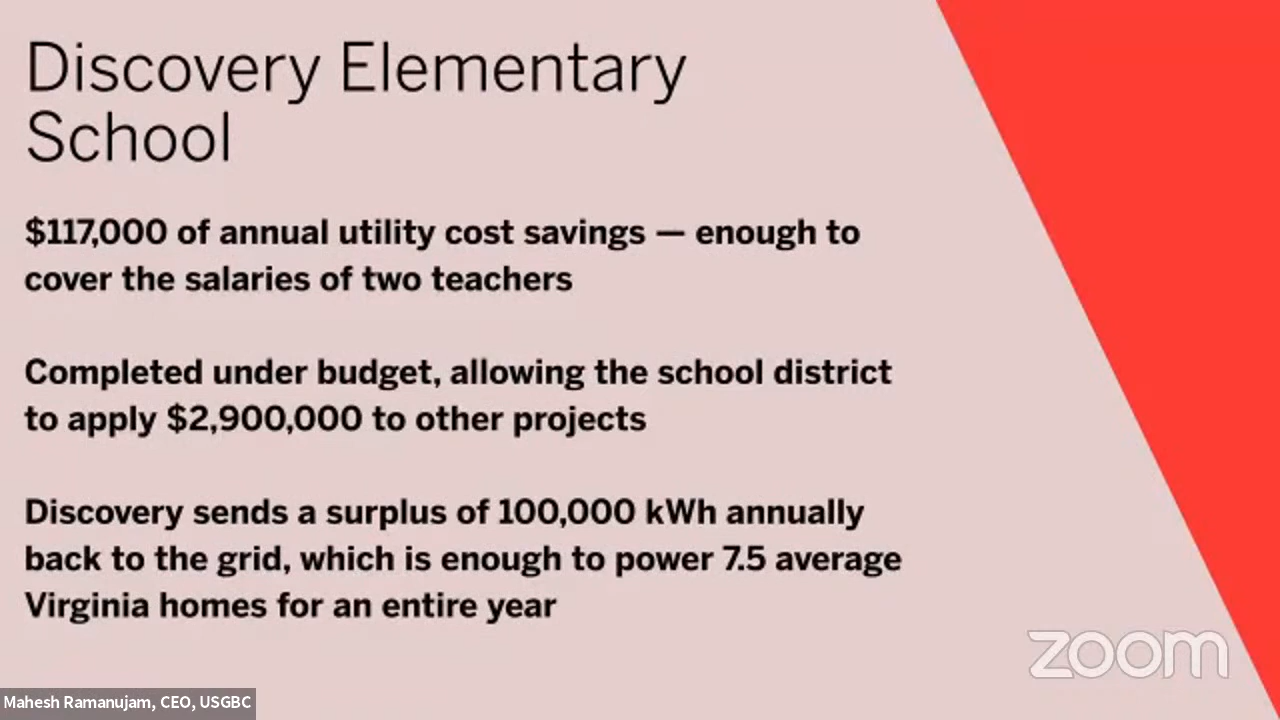 Discovery Elementary
School
$117,000 of annual utility cost savings — enough to
cover the salaries of two teachers
Completed under budget, allowing the school district
to apply $2,900,000 to other projects
Discovery sends a surplus of 100,000 kWh annually
back to the grid, which is enough to power 7.5 average
Virginia homes for an entire year
zoom
Mahesh Ramanujam, CEO, USGBC